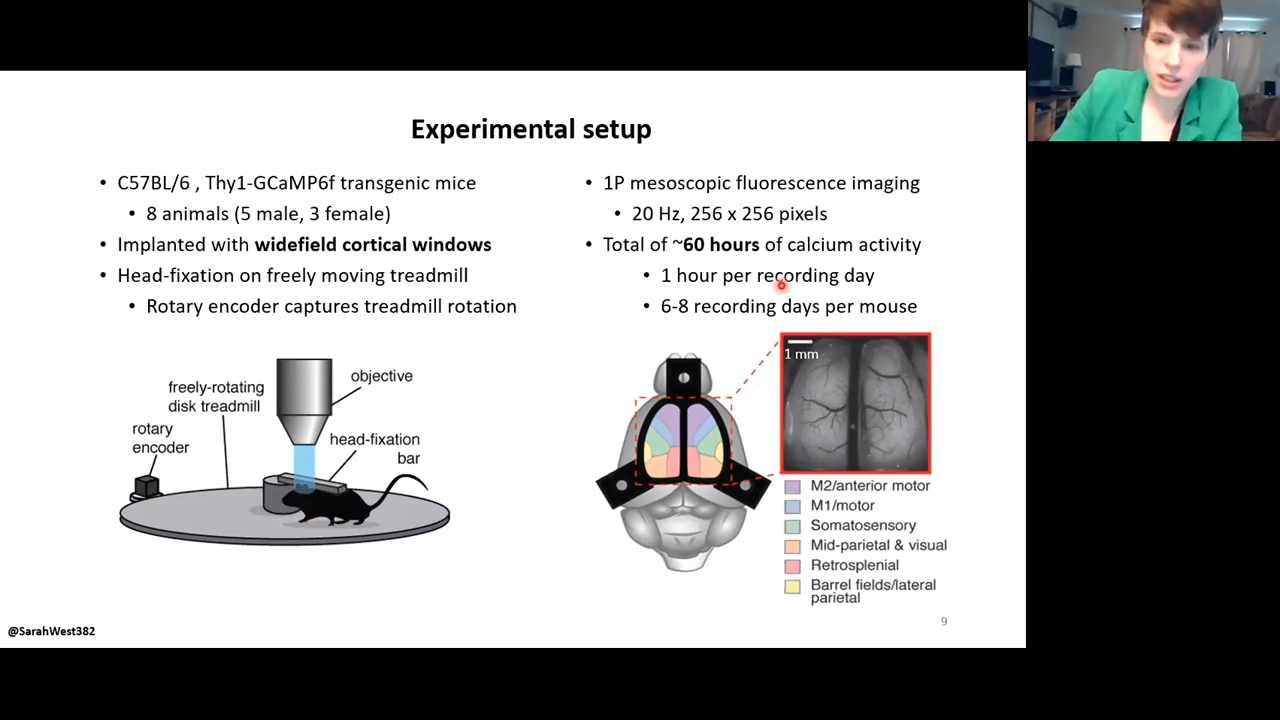 Experimental setup
• C57BL/6 , Thy1-GCaMP6f transgenic mice
• 8 animals (5 male, 3 female)
• Implanted with widefield cortical windows
• Head-fixation on freely moving treadmill
• Rotary encoder captures treadmill rotation
• 1P mesoscopic fluorescence imaging
• 20 Hz, 256 x 256 pixels
• Total of ~60 hours of calcium activity
• 1 hour per recording day
• 6-8 recording days per mouse
freely-rotating
disk treadmill
objective
rotary
encoder
head-fixation
bar
1 mm
M2/anterior motor
M1/motor
Somatosensory
Mid-parietal & visual
Retrosplenial
Barrel fields/lateral
parietal
9
@SarahWest382